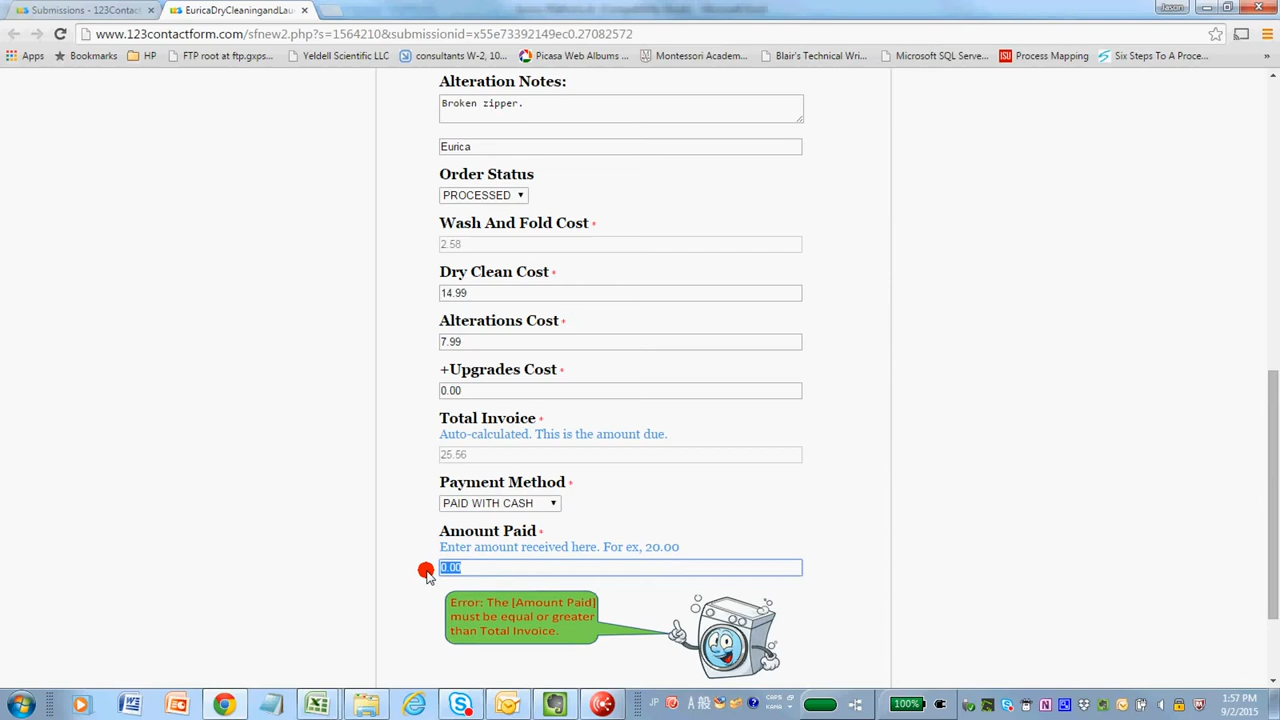 Submissions - 123Contac
EuricaDryCleaningandLau
Jason
www.123contactform.com/sfnew2.php?s=1564210&submissionid=x55e73392149ec0.27082572
Apps
Bookmarks
HP
FTP root at ftp.gxps...
Yeldell Scientific LLC
consultants W-2, 10...
Picasa Web Albums ...
Montessori Academ...
Blair's Technical Wri...
Microsoft SQL Serve...
ISU Process Mapping
Six Steps To A Proce...
Alteration Notes:
Broken zipper.
Eurica
Order Status
PROCESSED
Wash And Fold Cost *
2.58
Dry Clean Cost *
14.99
Alterations Cost *
7.99
+Upgrades Cost *
0.00
Total Invoice *
Auto-calculated. This is the amount due.
25.56
Payment Method *
PAID WITH CASH
Amount Paid *
Enter amount received here. For ex, 20.00
0.00
Error: The [Amount Paid]
must be equal or greater
than Total Invoice.
JP
A 般
CAPS
KANA
100%
1:57 PM
9/2/2015